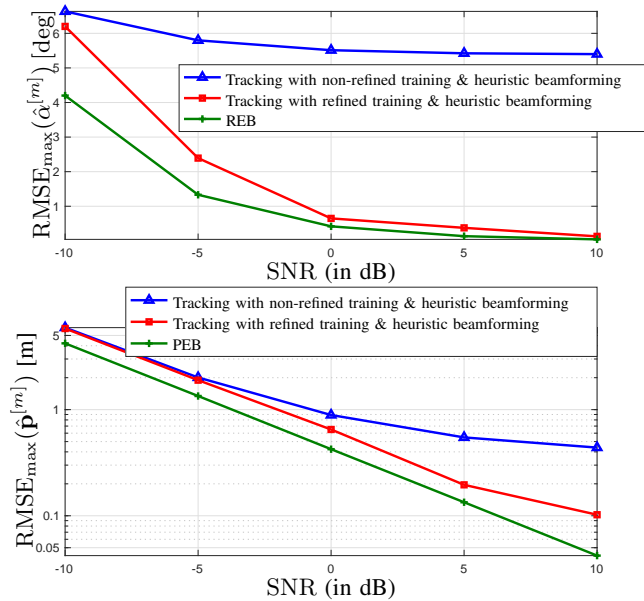 RMSE_max(α̂^[m]) [deg]
6
5
4
3
2
1
Tracking with non-refined training & heuristic beamforming
Tracking with refined training & heuristic beamforming
REB
-10 -5 0 5 10
SNR (in dB)
RMSE_max(p̂^[m]) [m]
Tracking with non-refined training & heuristic beamforming
Tracking with refined training & heuristic beamforming
PEB
5
1
0.1
0.05
-10 -5 0 5 10
SNR (in dB)